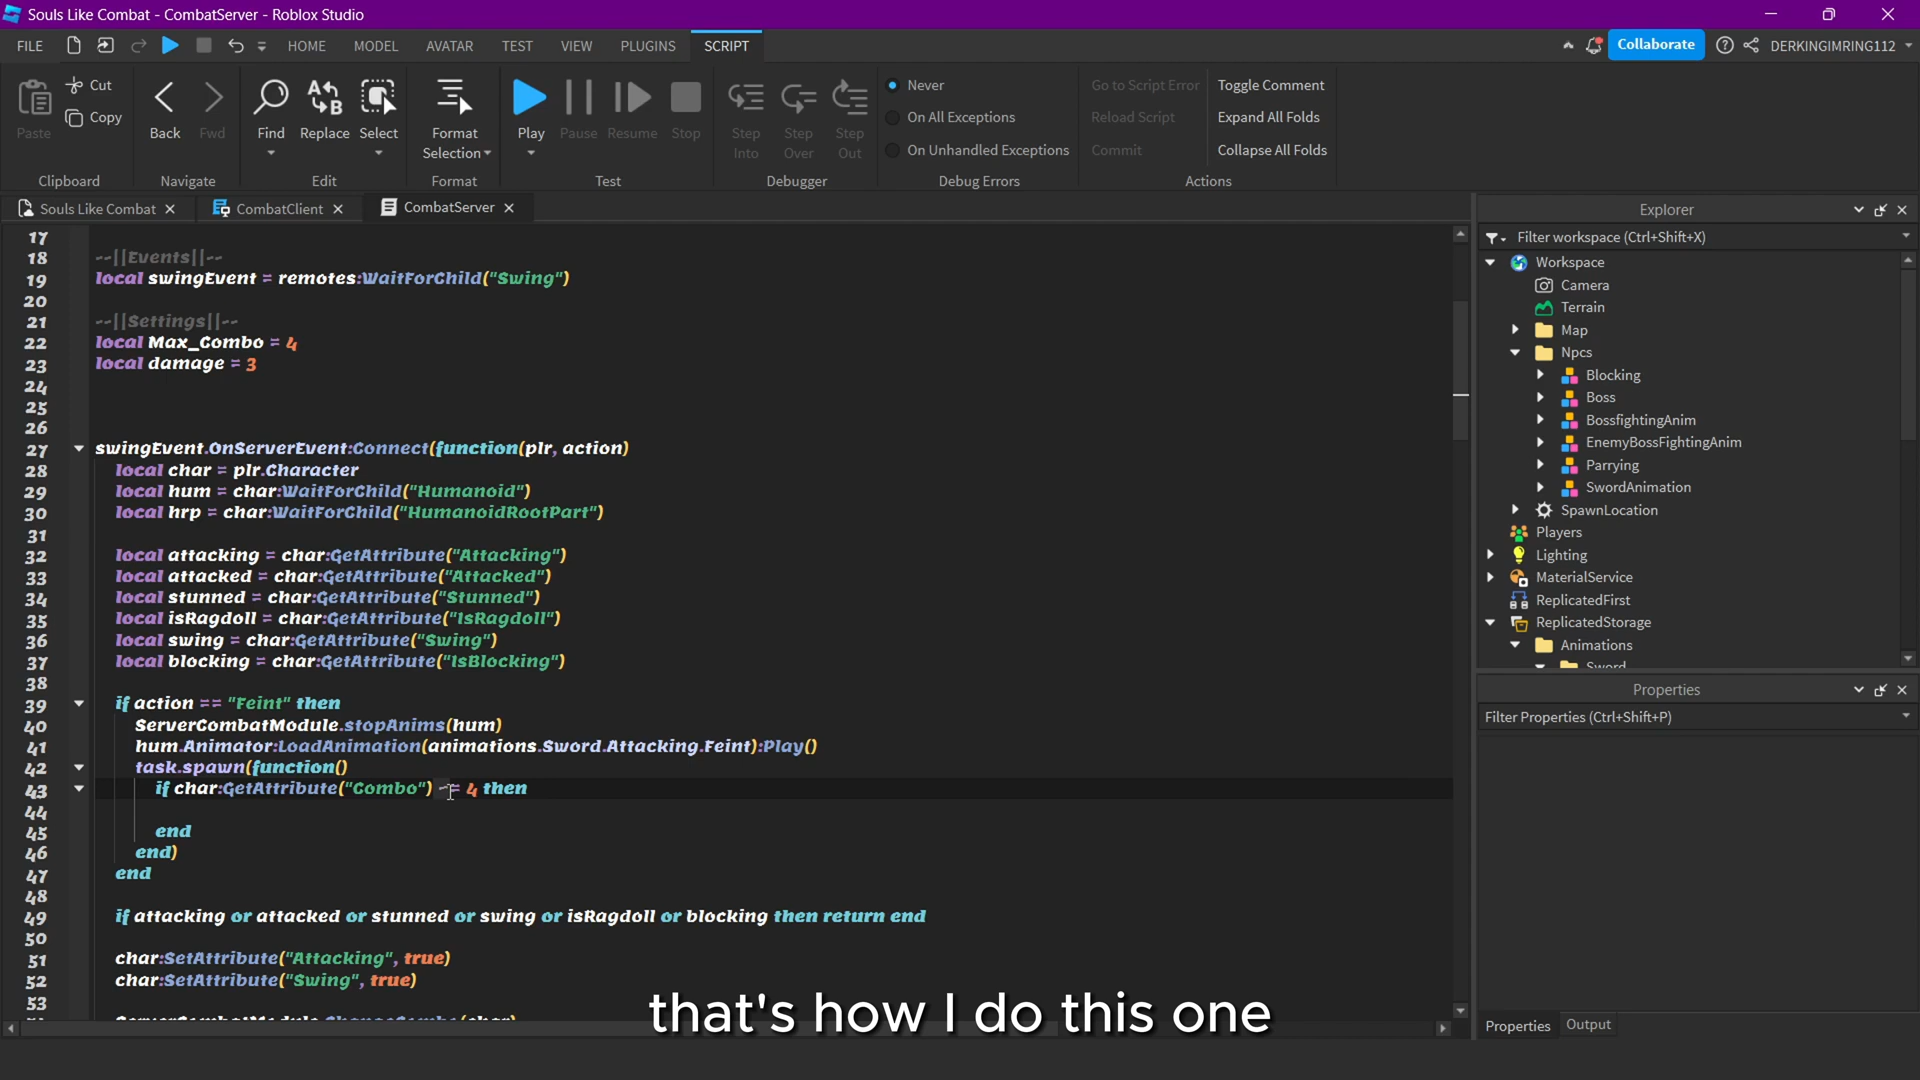 Souls Like Combat - CombatServer - Roblox Studio
FILE
HOME
MODEL
AVATAR
TEST
VIEW
PLUGINS
SCRIPT
Collaborate
DERKINGIMRING112
Paste
Cut
Copy
Clipboard
Back
Fwd
Navigate
Find
Replace
Select
Edit
Format
Selection
Format
Play
Pause
Resume
Stop
Test
Step
Into
Step
Over
Step
Out
Debugger
Never
On All Exceptions
On Unhandled Exceptions
Debug Errors
Go to Script Error
Reload Script
Commit
Toggle Comment
Expand All Folds
Collapse All Folds
Actions
Souls Like Combat
CombatClient
CombatServer
17
18 --||Events||--
19 local swingEvent = remotes:WaitForChild("Swing")
20
21 --||Settings||--
22 local Max_Combo = 4
23 local damage = 3
24
25
26
27 swingEvent.OnServerEvent:Connect(function(plr, action)
28 local char = plr.Character
29 local hum = char:WaitForChild("Humanoid")
30 local hrp = char:WaitForChild("HumanoidRootPart")
31
32 local attacking = char:GetAttribute("Attacking")
33 local attacked = char:GetAttribute("Attacked")
34 local stunned = char:GetAttribute("Stunned")
35 local isRagdoll = char:GetAttribute("IsRagdoll")
36 local swing = char:GetAttribute("Swing")
37 local blocking = char:GetAttribute("IsBlocking")
38
39 if action == "Feint" then
40 ServerCombatModule.stopAnims(hum)
41 hum.Animator:LoadAnimation(animations.Sword.Attacking.Feint):Play()
42 task.spawn(function()
43 if char:GetAttribute("Combo") ~= 4 then
44
45 end
46 end)
47 end
48
49 if attacking or attacked or stunned or swing or isRagdoll or blocking then return end
50
51 char:SetAttribute("Attacking", true)
52 char:SetAttribute("Swing", true)
53
that's how I do this one
Explorer
Filter workspace (Ctrl+Shift+X)
Workspace
Camera
Terrain
Map
Npcs
Blocking
Boss
BossfightingAnim
EnemyBossFightingAnim
Parrying
SwordAnimation
SpawnLocation
Players
Lighting
MaterialService
ReplicatedFirst
ReplicatedStorage
Animations
Sword
Properties
Filter Properties (Ctrl+Shift+P)
Properties
Output